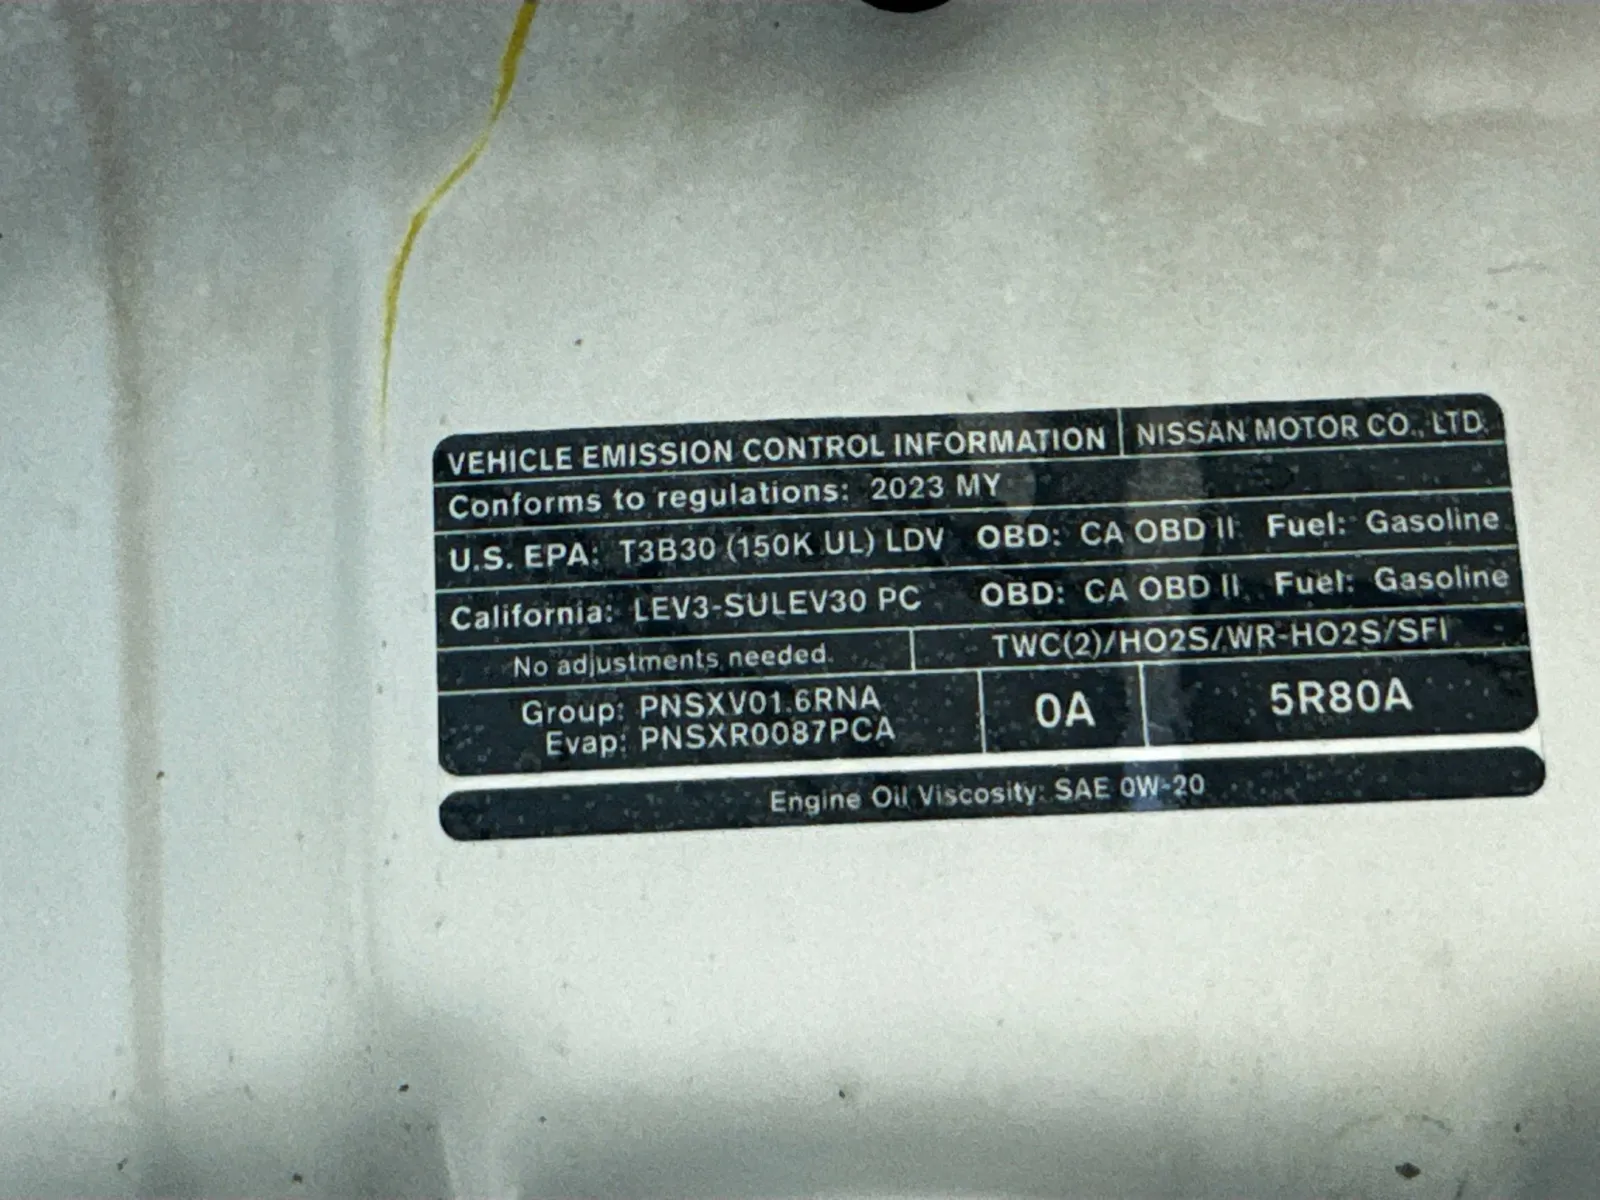 VEHICLE EMISSION CONTROL INFORMATION NISSAN MOTOR CO., LTD.
Conforms to regulations: 2023 MY
U.S. EPA: T3B30 (150K UL) LDV OBD: CA OBD II Fuel: Gasoline
California: LEV3-SULEV30 PC OBD: CA OBD II Fuel: Gasoline
No adjustments needed. TWC(2)/HO2S/WR-HO2S/SFI
Group: PNSXV01.6RNA
Evap: PNSXR0087PCA
0A
5R80A
Engine Oil Viscosity: SAE 0W-20